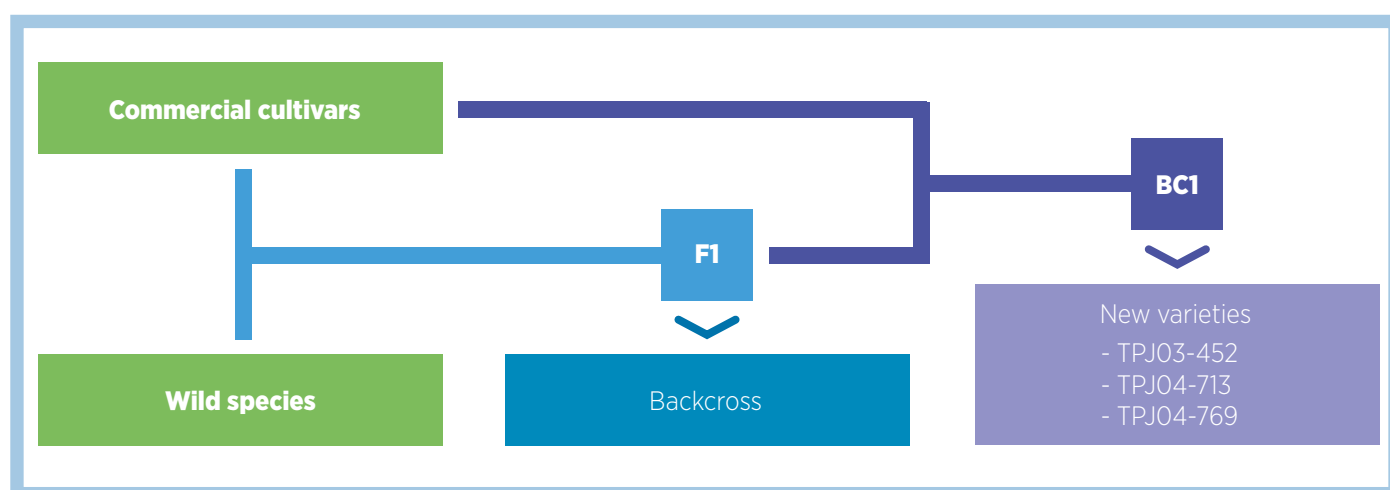 Commercial cultivars
BC1
F1
New varieties
- TPJ03-452
- TPJ04-713
- TPJ04-769
Wild species
Backcross